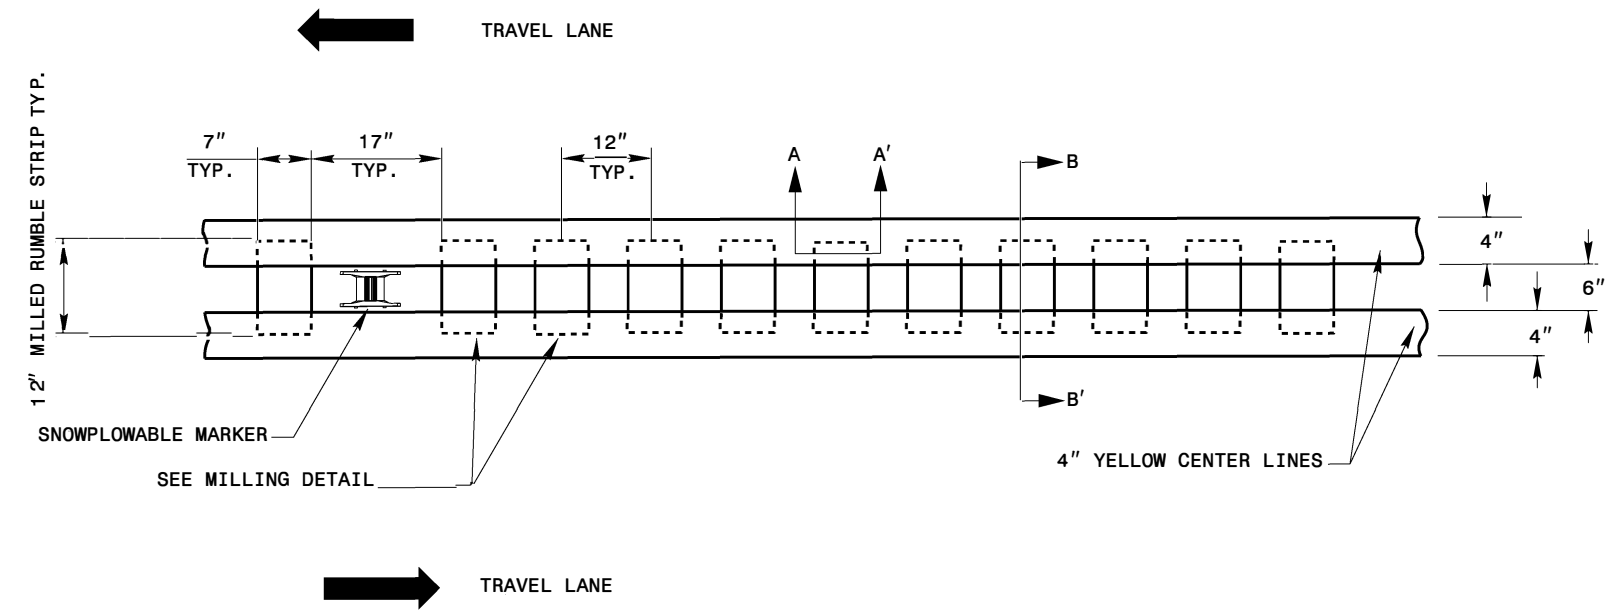 TRAVEL LANE
12" MILLED RUMBLE STRIP TYP.
7"
TYP.
17"
TYP.
12"
TYP.
A
A'
B
4"
6"
4"
B'
SNOWPLOWABLE MARKER
4" YELLOW CENTER LINES
SEE MILLING DETAIL
TRAVEL LANE